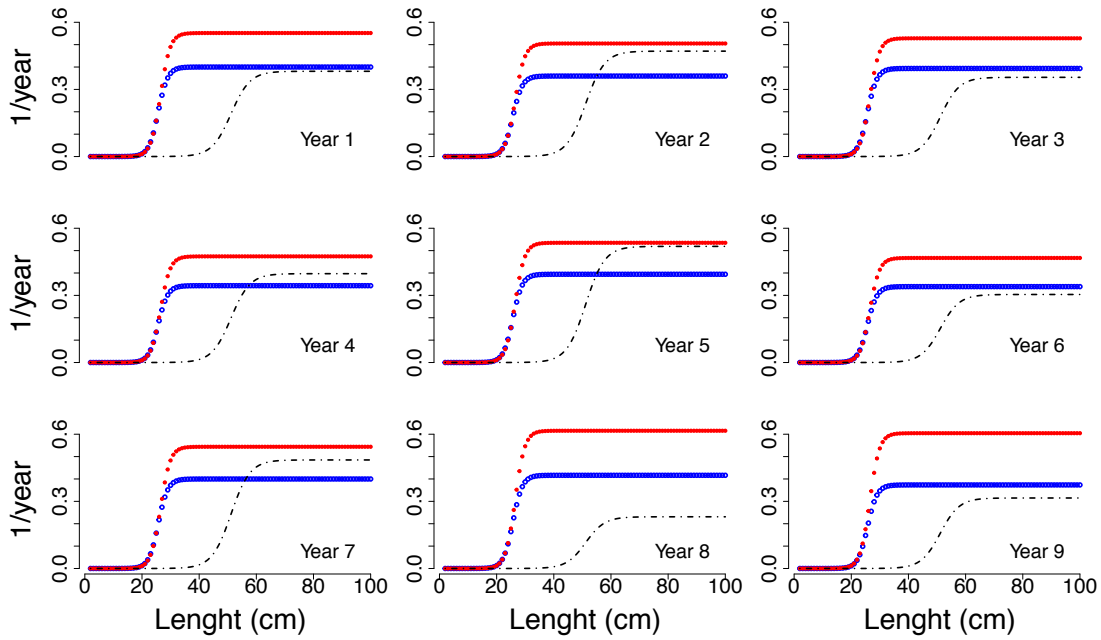 1/year
0.0 0.3 0.6
Year 1
0.0 0.3 0.6
Year 2
0.0 0.3 0.6
Year 3
1/year
0.0 0.3 0.6
Year 4
0.0 0.3 0.6
Year 5
0.0 0.3 0.6
Year 6
1/year
0.0 0.3 0.6
Year 7
0.0 0.3 0.6
Year 8
0.0 0.3 0.6
Year 9
0 20 40 60 80 100
0 20 40 60 80 100
0 20 40 60 80 100
Lenght (cm)
Lenght (cm)
Lenght (cm)